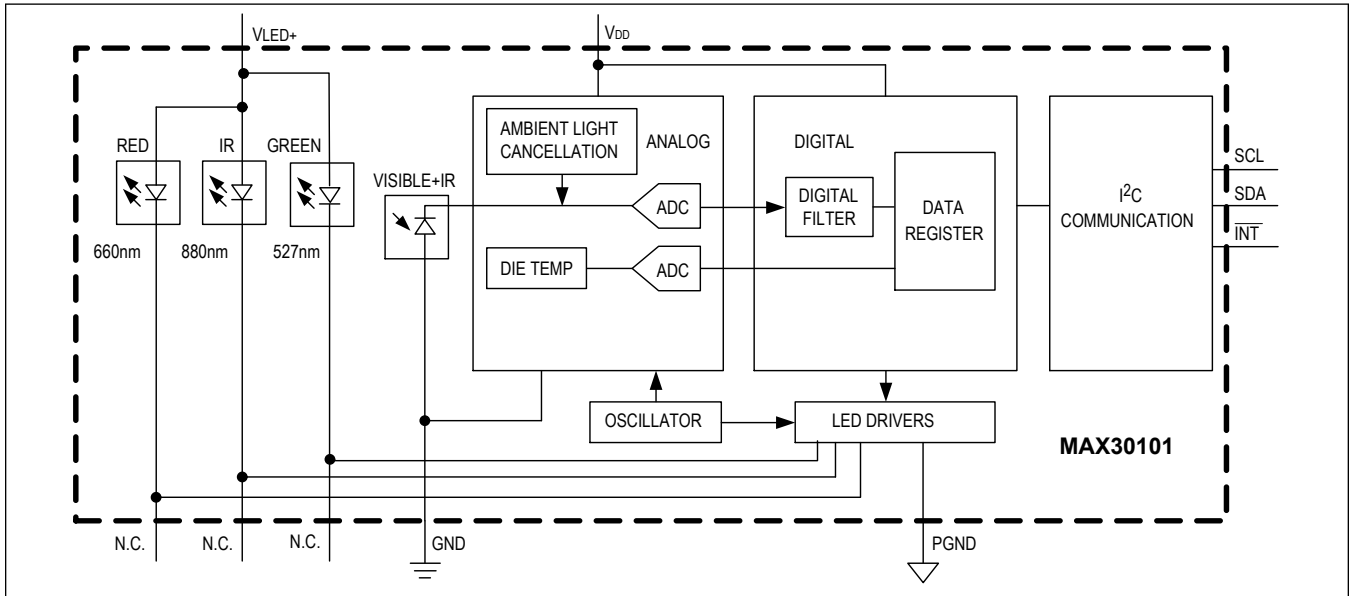 VLED+
VDD
RED
IR
GREEN
660nm
880nm
527nm
VISIBLE+IR
AMBIENT LIGHT
CANCELLATION
ANALOG
ADC
DIE TEMP
ADC
DIGITAL
DIGITAL
FILTER
DATA
REGISTER
I²C
COMMUNICATION
SCL
SDA
INT
OSCILLATOR
LED DRIVERS
MAX30101
N.C.
N.C.
N.C.
GND
PGND